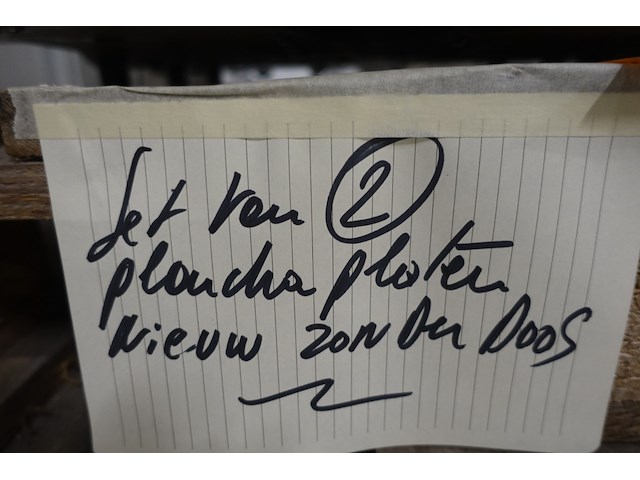 Set van 2
plancha platen
Nieuw zonder Doos